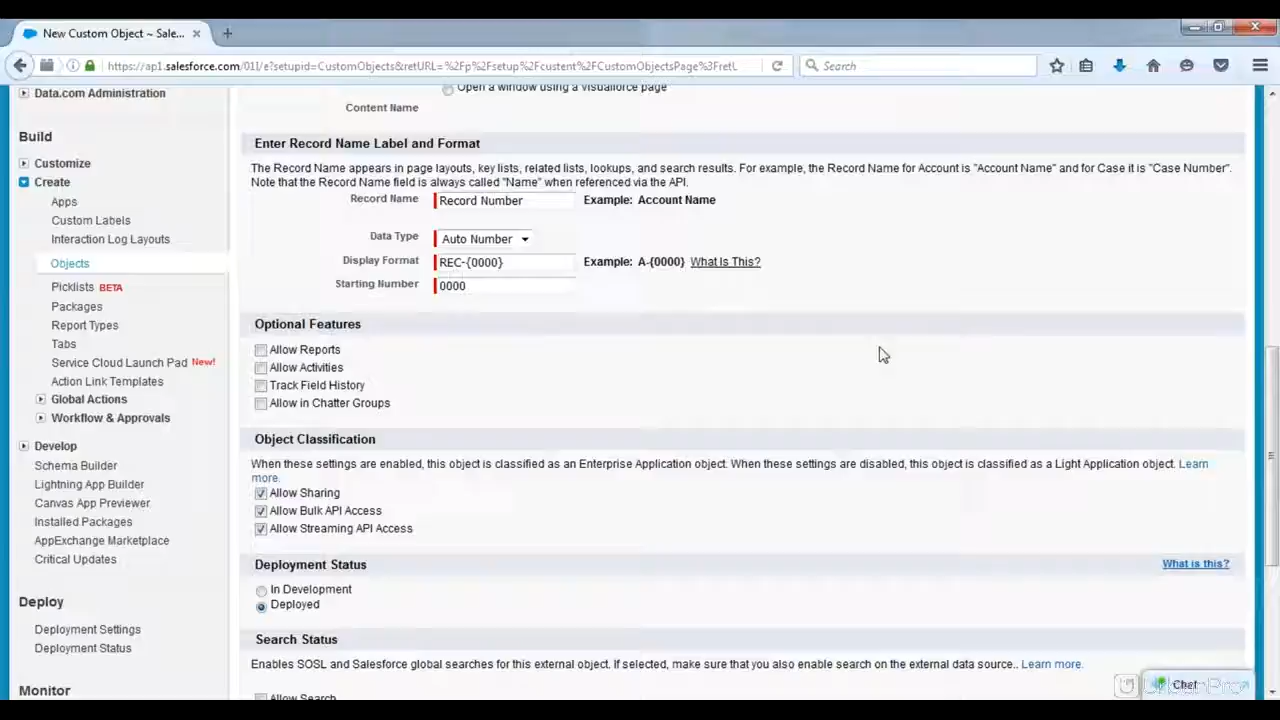 New Custom Object ~ Sale...
https://ap1.salesforce.com/01I/e?setupid=CustomObjects&retURL=%2Fp%2Fsetup%2Fcustent%2FCustomObjectsPage%3FretU
Search
Data.com Administration
Build
Customize
Create
Apps
Custom Labels
Interaction Log Layouts
Objects
Picklists BETA
Packages
Report Types
Tabs
Service Cloud Launch Pad New!
Action Link Templates
Global Actions
Workflow & Approvals
Develop
Schema Builder
Lightning App Builder
Canvas App Previewer
Installed Packages
AppExchange Marketplace
Critical Updates
Deploy
Deployment Settings
Deployment Status
Monitor
Open a window using a Visualforce page
Content Name
Enter Record Name Label and Format
The Record Name appears in page layouts, key lists, related lists, lookups, and search results. For example, the Record Name for Account is "Account Name" and for Case it is "Case Number".
Note that the Record Name field is always called "Name" when referenced via the API.
Record Name Record Number Example: Account Name
Data Type Auto Number
Display Format REC-{0000} Example: A-{0000} What Is This?
Starting Number 0000
Optional Features
Allow Reports
Allow Activities
Track Field History
Allow in Chatter Groups
Object Classification
When these settings are enabled, this object is classified as an Enterprise Application object. When these settings are disabled, this object is classified as a Light Application object. Learn
more.
Allow Sharing
Allow Bulk API Access
Allow Streaming API Access
Deployment Status What is this?
In Development
Deployed
Search Status
Enables SOSL and Salesforce global searches for this external object. If selected, make sure that you also enable search on the external data source.. Learn more.
Allow Search